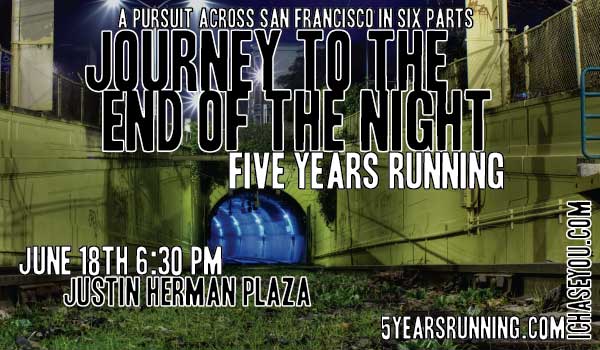 A PURSUIT ACROSS SAN FRANCISCO IN SIX PARTS
JOURNEY TO THE
END OF THE NIGHT
FIVE YEARS RUNNING
JUNE 18TH 6:30 PM
JUSTIN HERMAN PLAZA
5YEARSRUNNING.COM
ICHASEYOU.COM